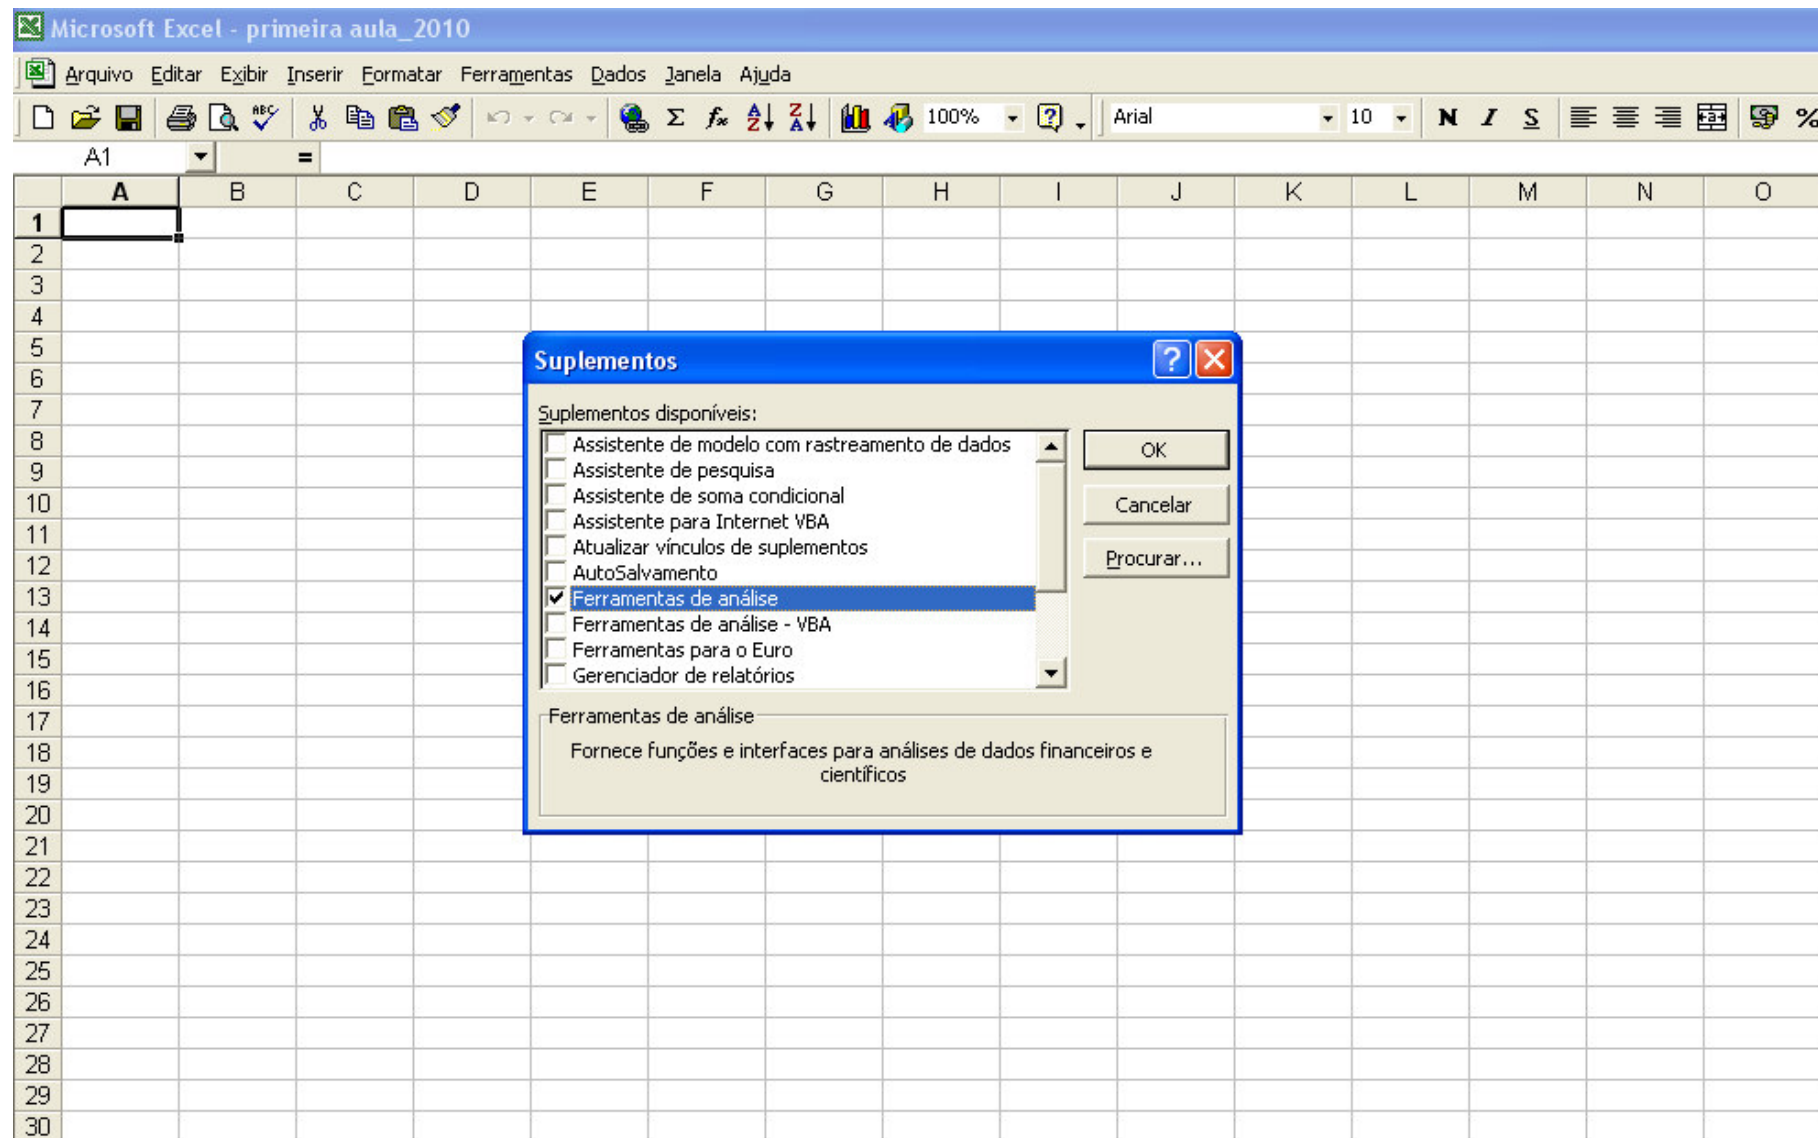 Microsoft Excel - primeira aula_2010
Arquivo Editar Exibir Inserir Formatar Ferramentas Dados Janela Ajuda
ABC Σ fx A Z Z A 100% ? Arial 10 N I S %
A1 =
A B C D E F G H I J K L M N O
1
2
3
4
5
6
7
8
9
10
11
12
13
14
15
16
17
18
19
20
21
22
23
24
25
26
27
28
29
30
Suplementos ?
Suplementos disponíveis:
Assistente de modelo com rastreamento de dados
Assistente de pesquisa
Assistente de soma condicional
Assistente para Internet VBA
Atualizar vínculos de suplementos
AutoSalvamento
Ferramentas de análise
Ferramentas de análise - VBA
Ferramentas para o Euro
Gerenciador de relatórios
OK
Cancelar
Procurar...
Ferramentas de análise
Fornece funções e interfaces para análises de dados financeiros e
científicos